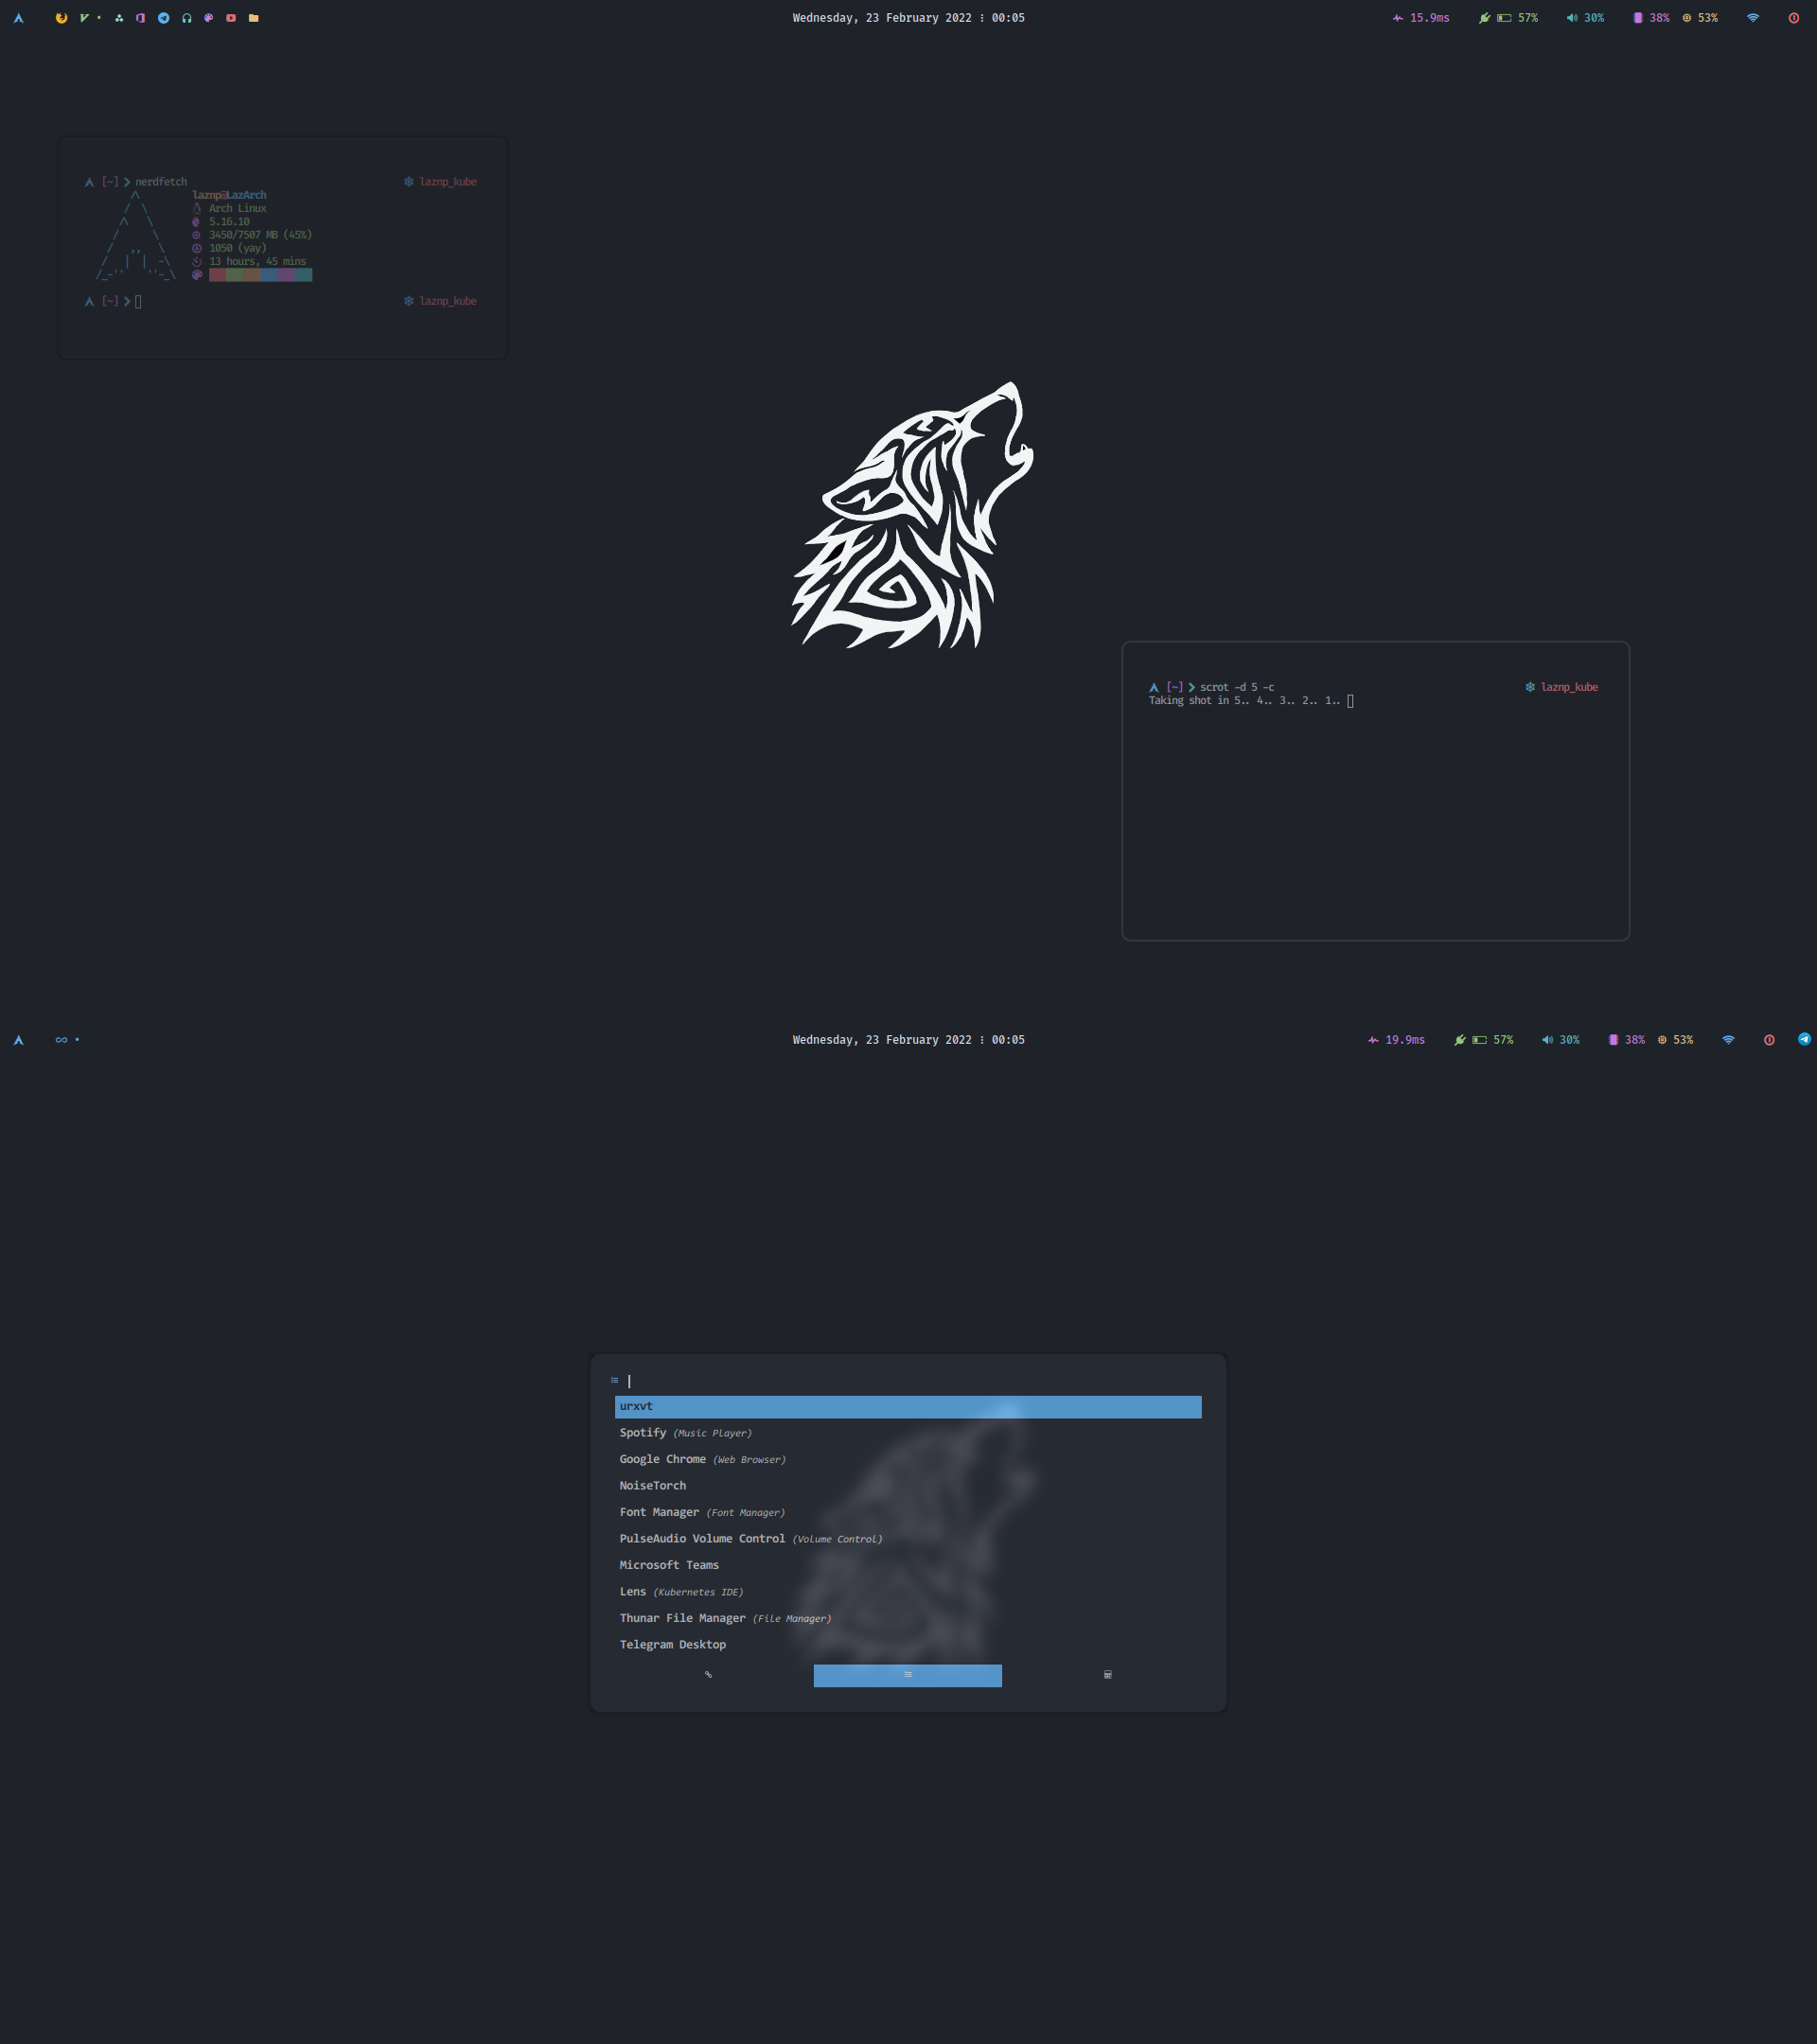 Wednesday, 23 February 2022 ⋮ 00:05
15.9ms 57% 30% 38% 53%
[~] ❯ nerdfetch laznp_kube
laznp@LazArch
Arch Linux
5.16.10
3450/7507 MB (45%)
1050 (yay)
13 hours, 45 mins
[~] ❯ laznp_kube
[~] ❯ scrot -d 5 -c laznp_kube
Taking shot in 5.. 4.. 3.. 2.. 1..
Wednesday, 23 February 2022 ⋮ 00:05
19.9ms 57% 30% 38% 53%
urxvt
Spotify (Music Player)
Google Chrome (Web Browser)
NoiseTorch
Font Manager (Font Manager)
PulseAudio Volume Control (Volume Control)
Microsoft Teams
Lens (Kubernetes IDE)
Thunar File Manager (File Manager)
Telegram Desktop